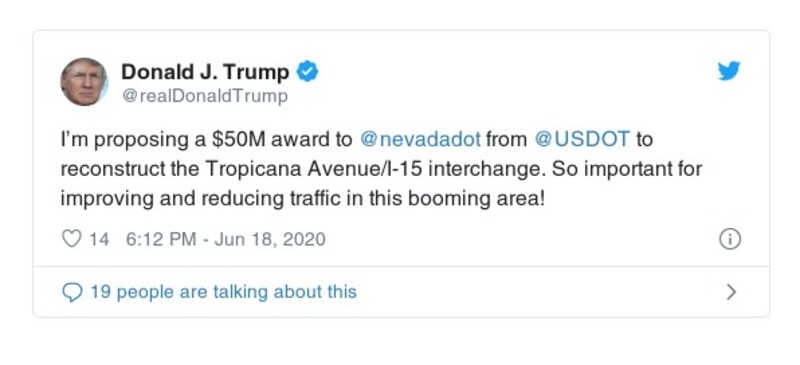 Donald J. Trump
@realDonaldTrump
I’m proposing a $50M award to @nevadadot from @USDOT to
reconstruct the Tropicana Avenue/I-15 interchange. So important for
improving and reducing traffic in this booming area!
14 6:12 PM - Jun 18, 2020
19 people are talking about this